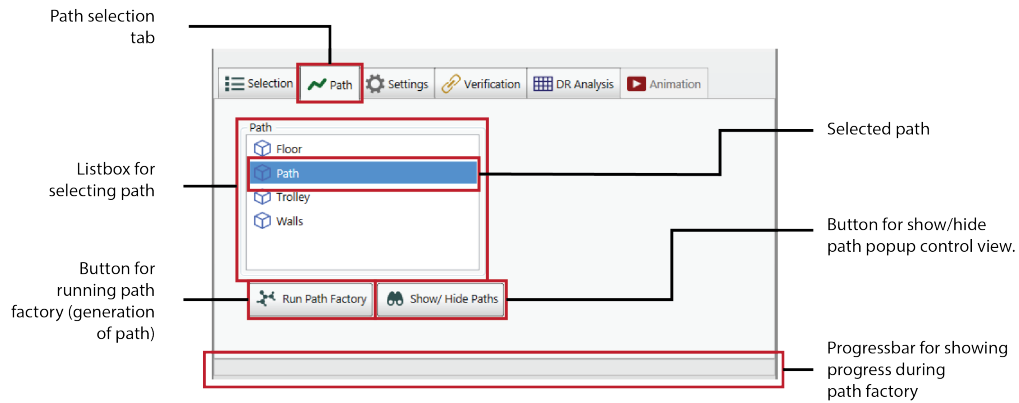 Path selection
tab
Selection
Path
Settings
Verification
DR Analysis
Animation
Path
Floor
Path
Trolley
Walls
Selected path
Listbox for
selecting path
Button for show/hide
path popup control view.
Button for
running path
factory (generation
of path)
Run Path Factory
Show/ Hide Paths
Progressbar for showing
progress during
path factory